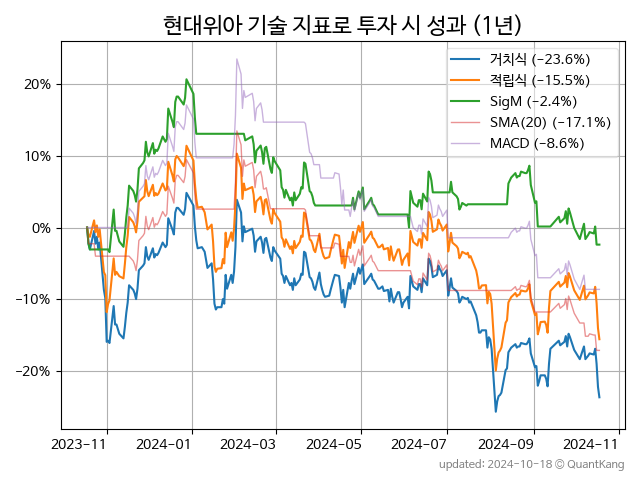 현대위아 기술 지표로 투자 시 성과 (1년)
거치식 (−23.6%)
적립식 (−15.5%)
SigM (−2.4%)
SMA(20) (−17.1%)
MACD (−8.6%)
20%
10%
0%
−10%
−20%
2023-11 2024-01 2024-03 2024-05 2024-07 2024-09 2024-11
updated: 2024-10-18 © QuantKang